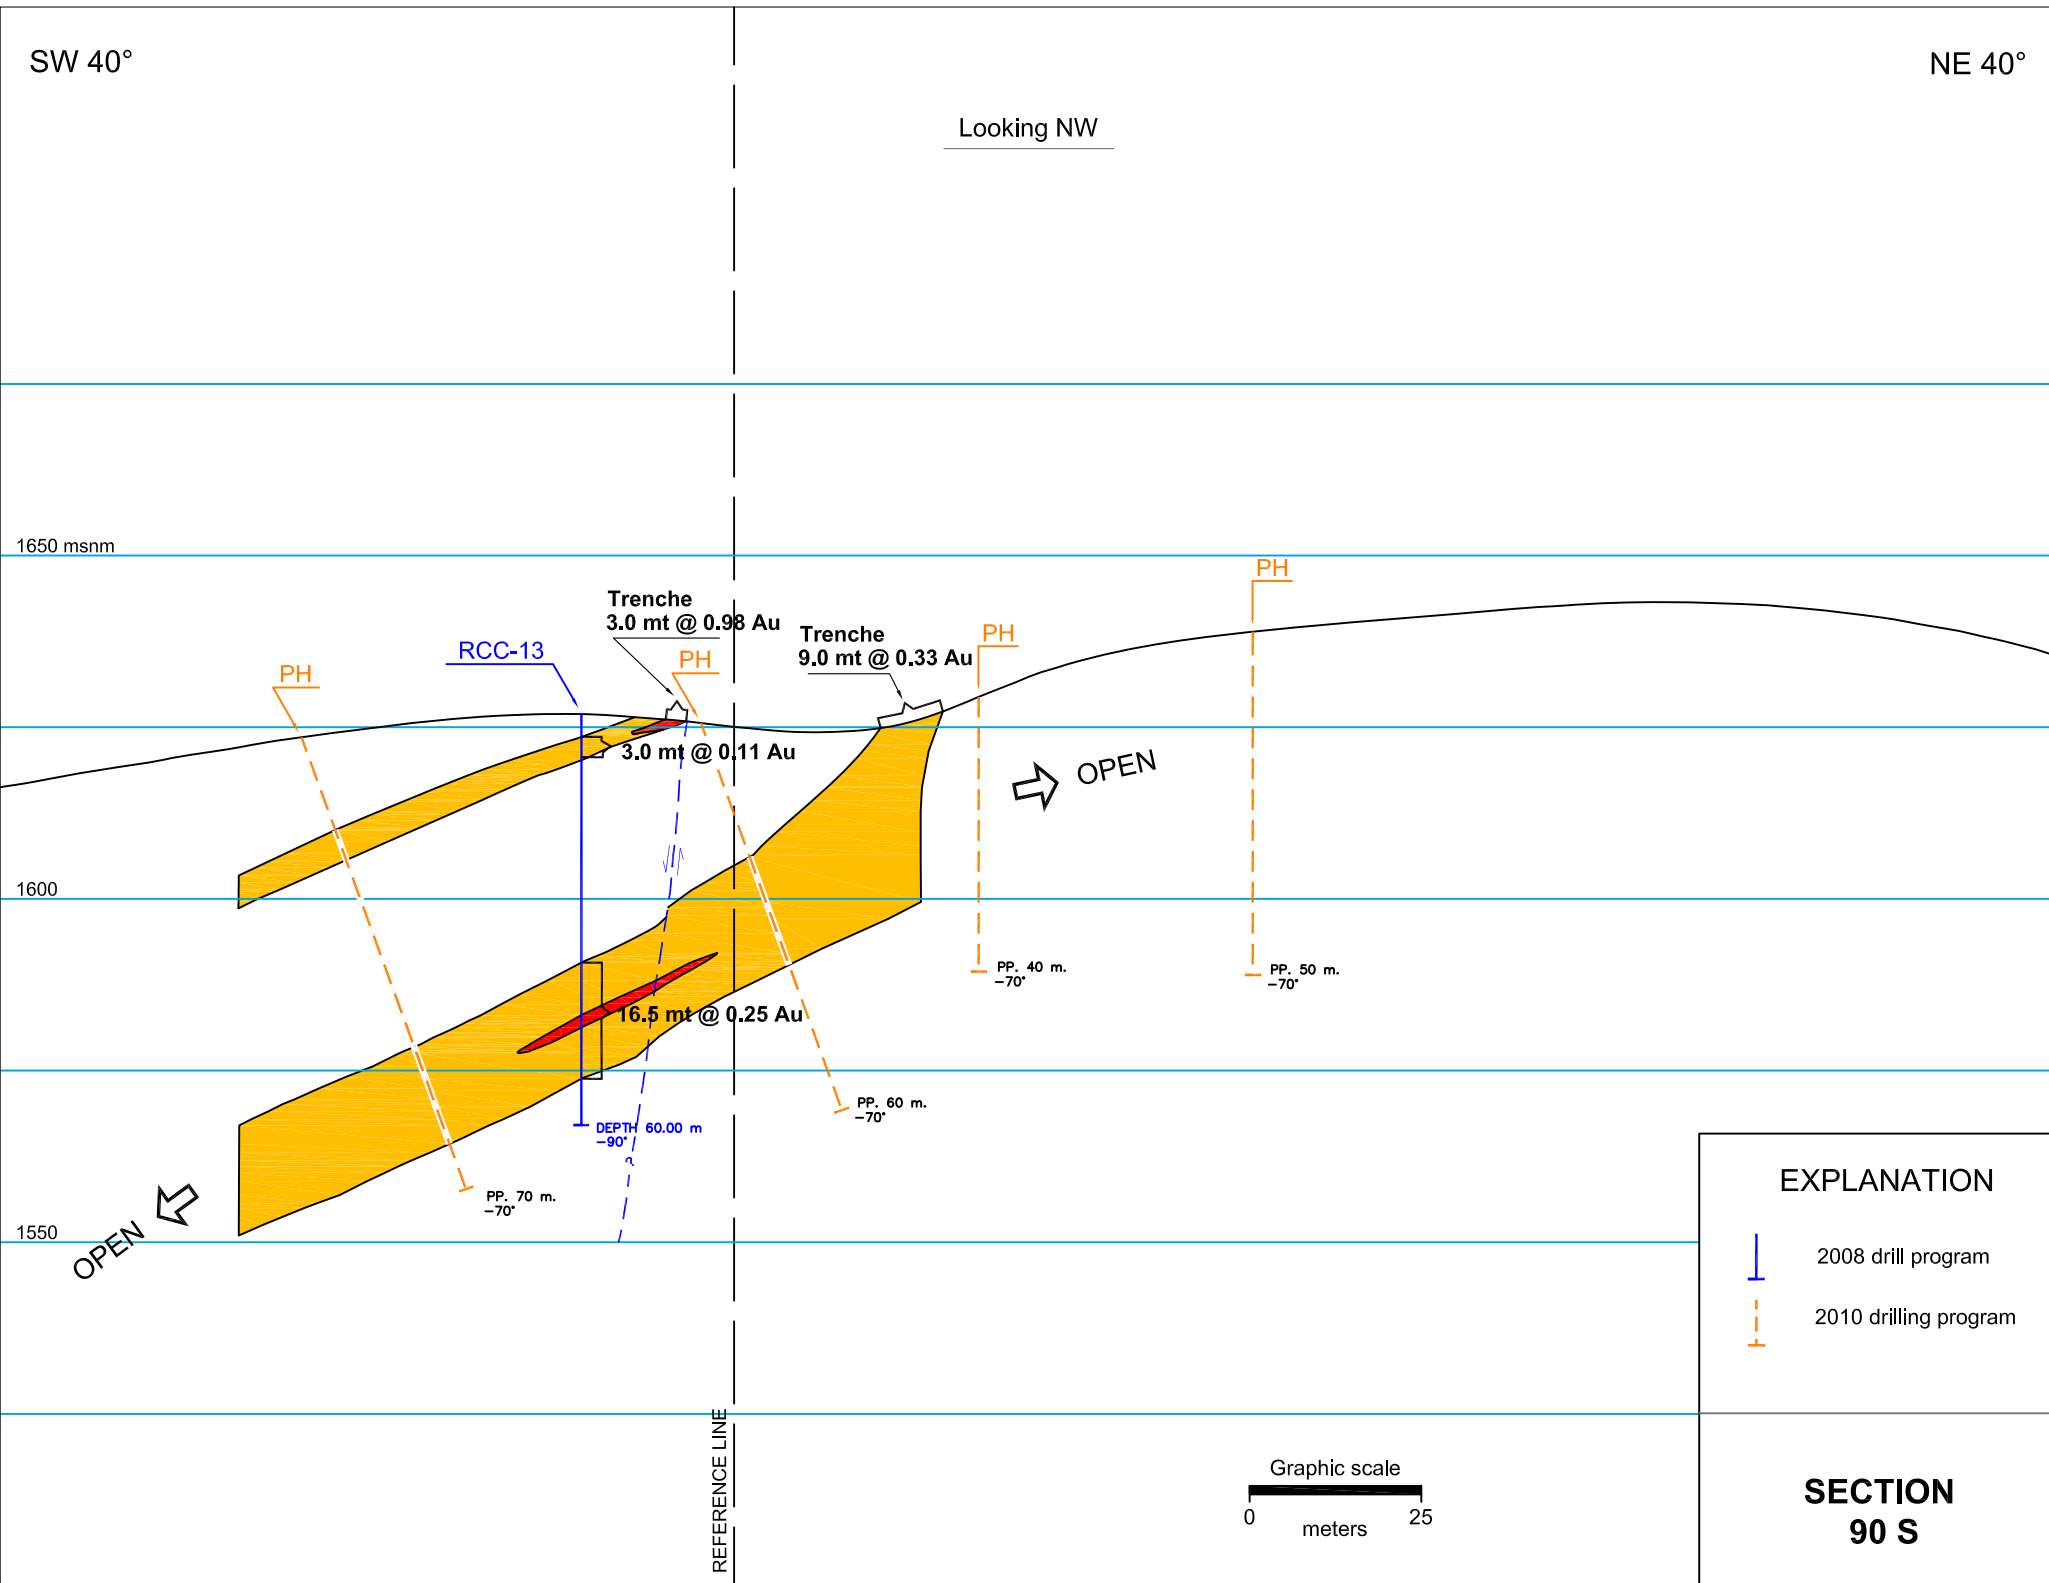 SW 40°
NE 40°
Looking NW
1650 msnm
PH
Trenche
3.0 mt @ 0.98 Au
Trenche
9.0 mt @ 0.33 Au
PH
RCC-13
PH
PH
3.0 mt @ 0.11 Au
OPEN
1600
PP. 40 m.
-70°
PP. 50 m.
-70°
16.5 mt @ 0.25 Au
PP. 60 m.
-70°
DEPTH 60.00 m
-90°
?
PP. 70 m.
-70°
OPEN
1550
EXPLANATION
2008 drill program
2010 drilling program
REFERENCE LINE
Graphic scale
0 25
meters
SECTION
90 S